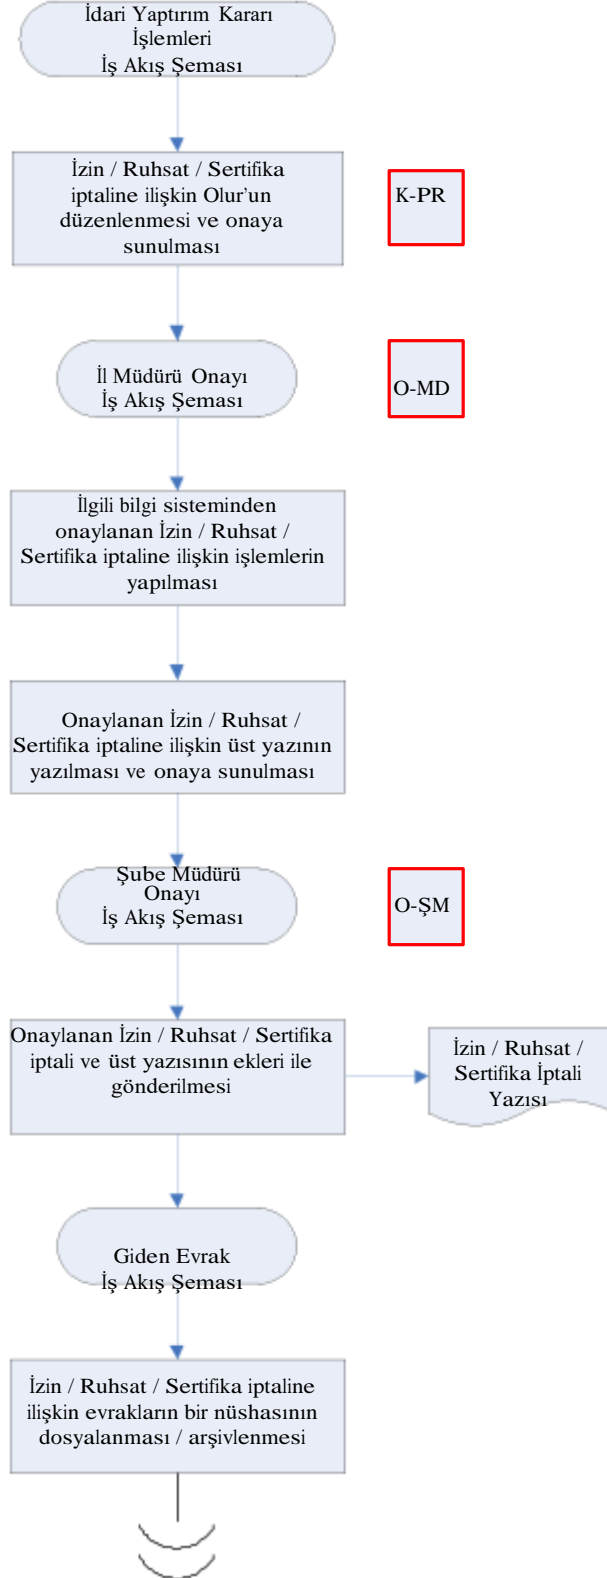 İdari Yaptırım Kararı
İşlemleri
İş Akış Şeması
İzin / Ruhsat / Sertifika
iptaline ilişkin Olur'un
düzenlenmesi ve onaya
sunulması
K-PR
İl Müdürü Onayı
İş Akış Şeması
O-MD
İlgili bilgi sisteminden
onaylanan İzin / Ruhsat /
Sertifika iptaline ilişkin işlemlerin
yapılması
Onaylanan İzin / Ruhsat /
Sertifika iptaline ilişkin üst yazının
yazılması ve onaya sunulması
Şube Müdürü
Onayı
İş Akış Şeması
O-ŞM
Onaylanan İzin / Ruhsat / Sertifika
iptali ve üst yazısının ekleri ile
gönderilmesi
İzin / Ruhsat /
Sertifika İptali
Yazısı
Giden Evrak
İş Akış Şeması
İzin / Ruhsat / Sertifika iptaline
ilişkin evrakların bir nüshasının
dosyalanması / arşivlenmesi